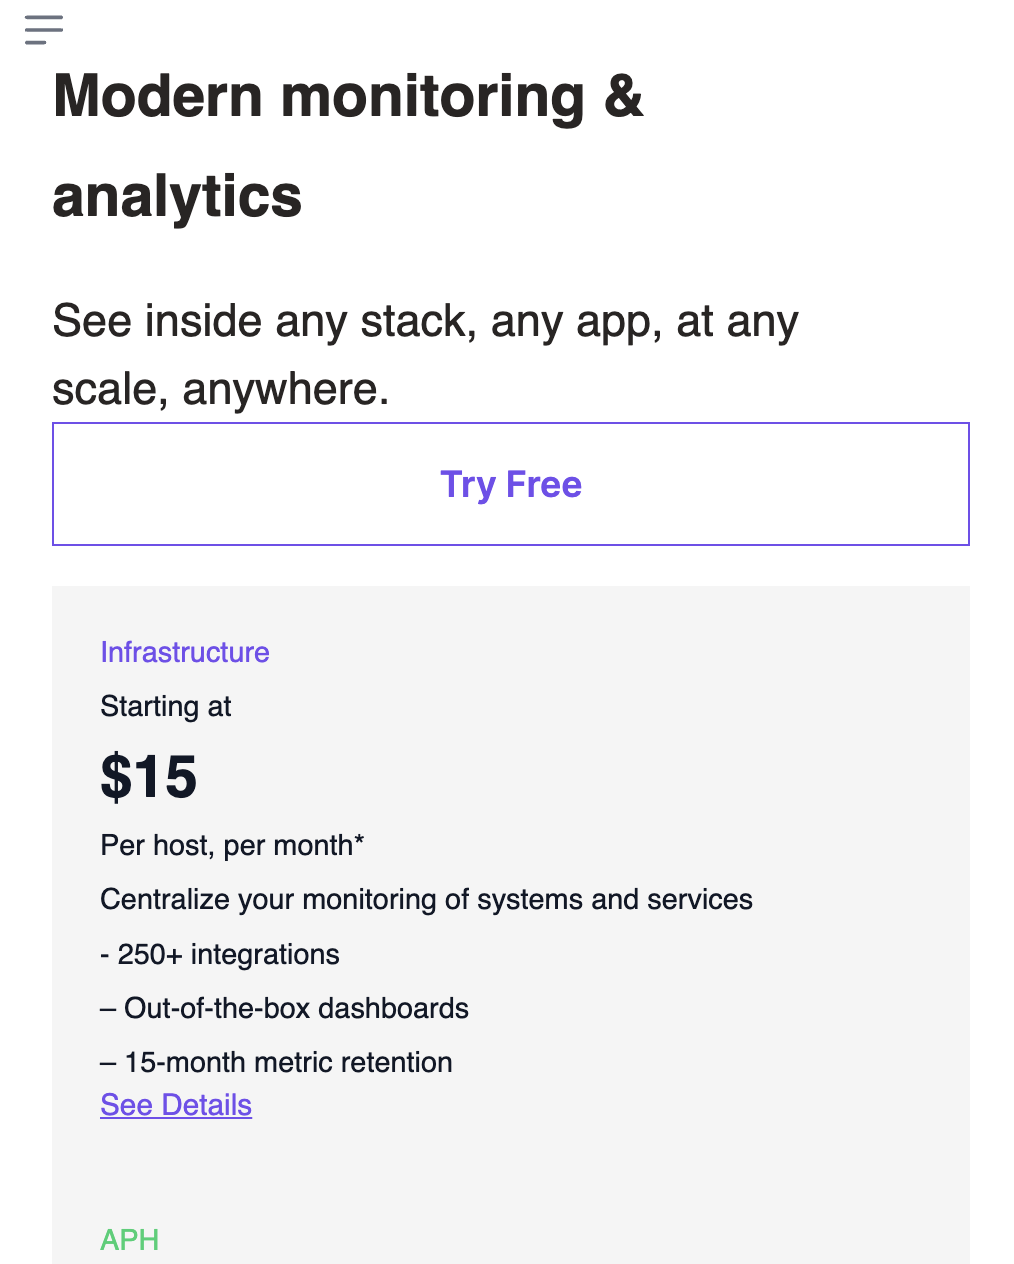 Modern monitoring &
analytics
See inside any stack, any app, at any
scale, anywhere.
Try Free
Infrastructure
Starting at
$15
Per host, per month*
Centralize your monitoring of systems and services
- 250+ integrations
– Out-of-the-box dashboards
– 15-month metric retention
See Details
APH